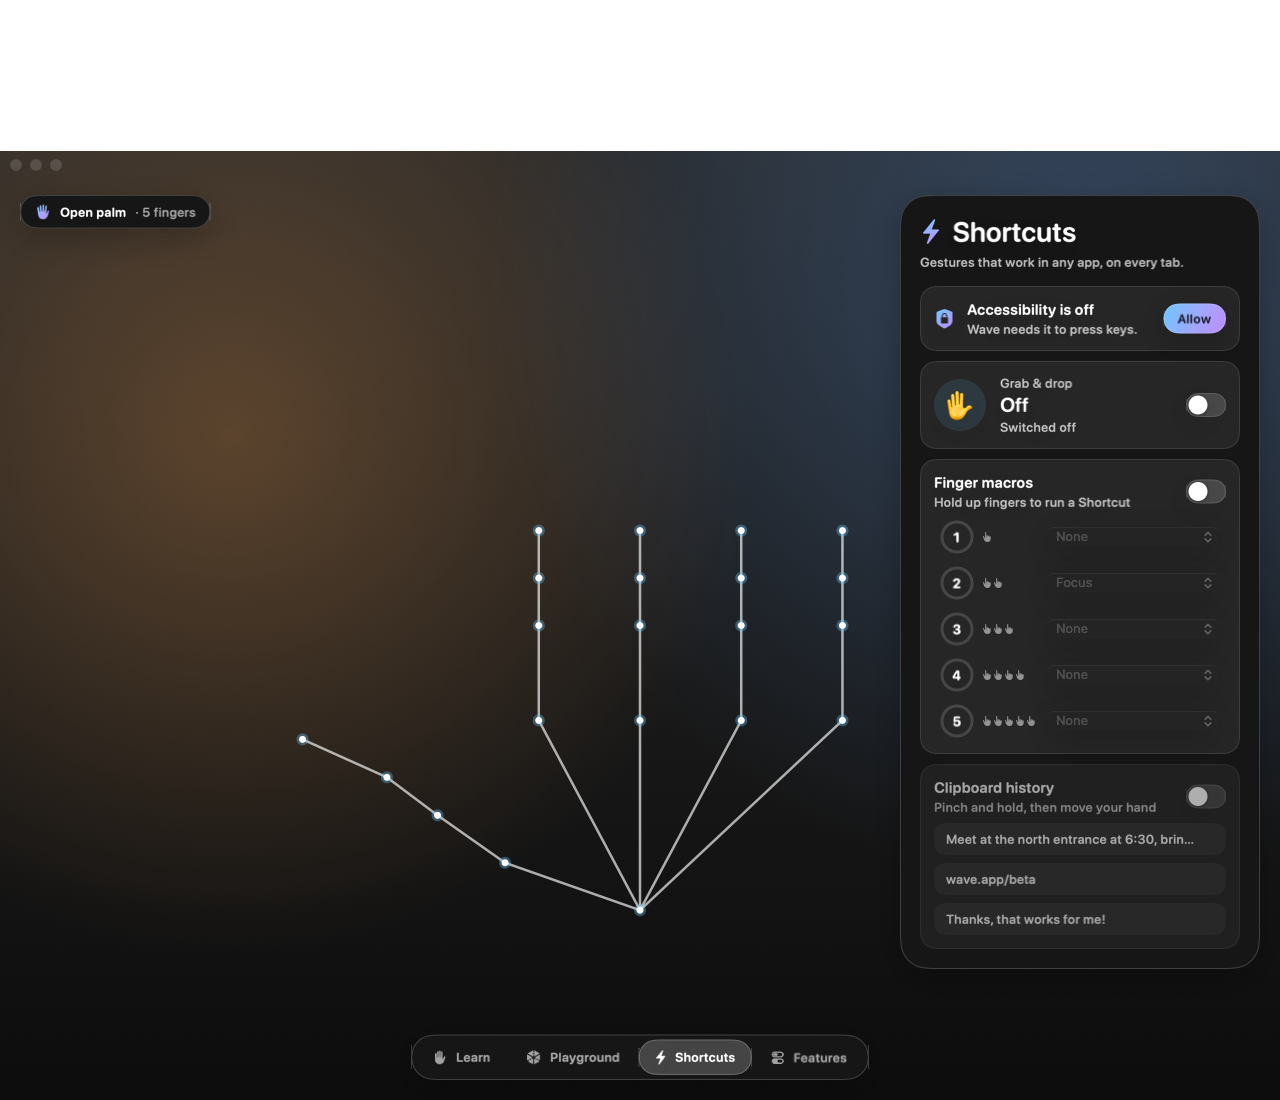 Open palm · 5 fingers
Shortcuts
Gestures that work in any app, on every tab.
Accessibility is off
Wave needs it to press keys.
Allow
Grab & drop
Off
Switched off
Finger macros
Hold up fingers to run a Shortcut
1 None
2 Focus
3 None
4 None
5 None
Clipboard history
Pinch and hold, then move your hand
Meet at the north entrance at 6:30, brin...
wave.app/beta
Thanks, that works for me!
Learn Playground Shortcuts Features